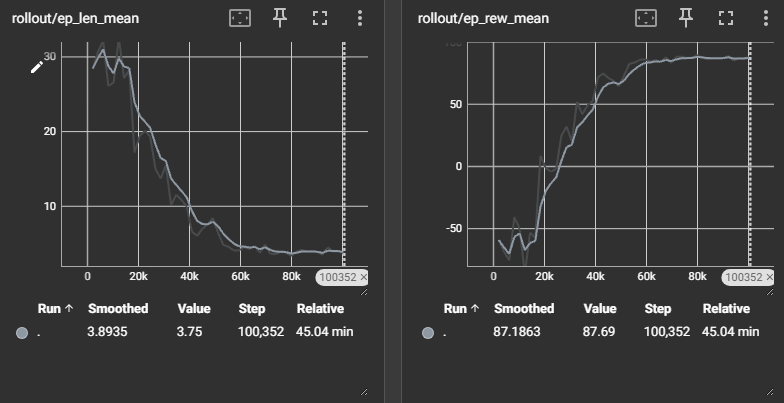 rollout/ep_len_mean
30
20
10
0
20k
40k
60k
80k
100352
Run ↑ Smoothed Value Step Relative
. 3.8935 3.75 100,352 45.04 min
rollout/ep_rew_mean
100
50
0
-50
0
20k
40k
60k
80k
100352
Run ↑ Smoothed Value Step Relative
. 87.1863 87.69 100,352 45.04 min